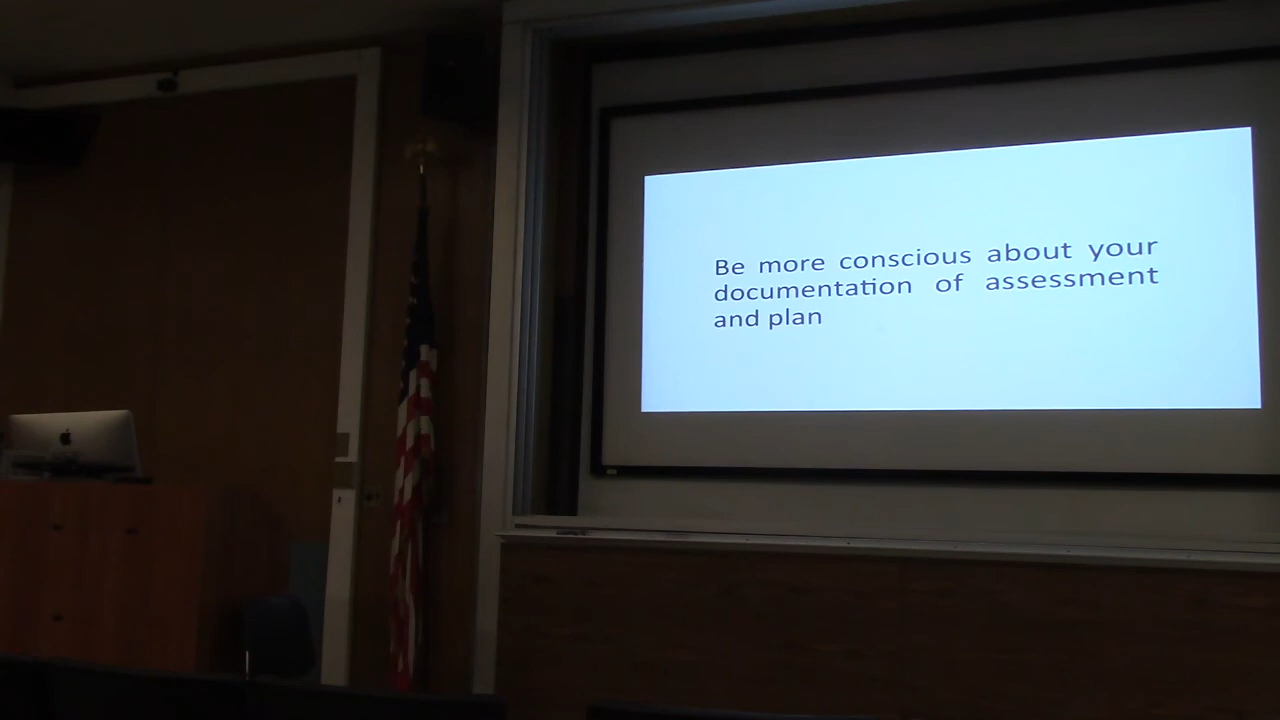 Be more conscious about your
documentation of assessment
and plan